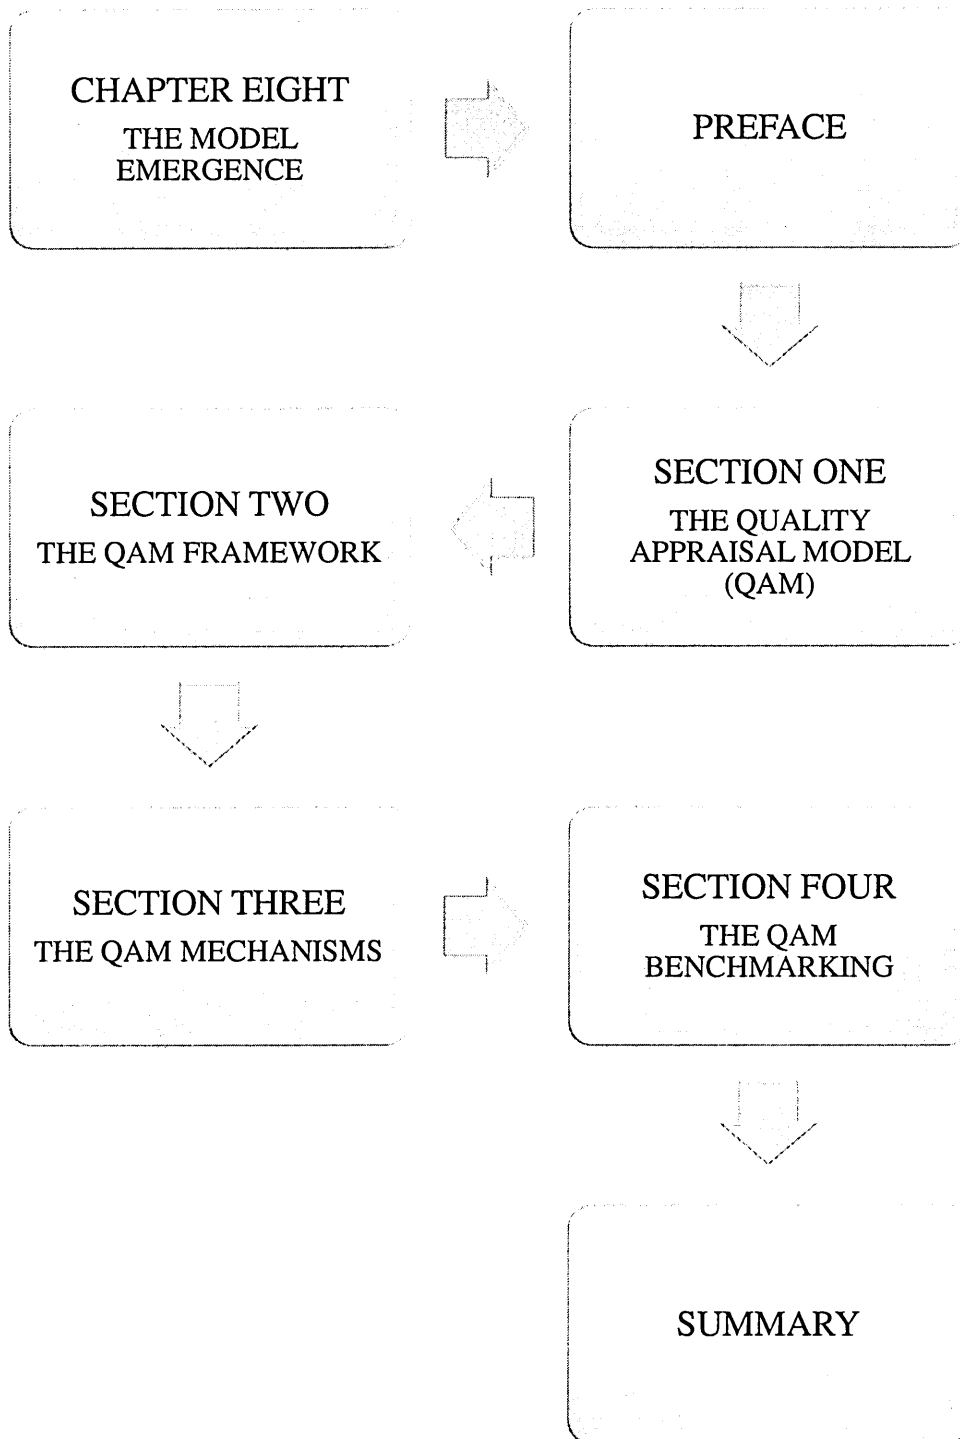 CHAPTER EIGHT
THE MODEL
EMERGENCE
PREFACE
SECTION ONE
THE QUALITY
APPRAISAL MODEL
(QAM)
SECTION TWO
THE QAM FRAMEWORK
SECTION THREE
THE QAM MECHANISMS
SECTION FOUR
THE QAM
BENCHMARKING
SUMMARY